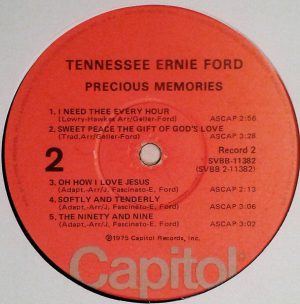 TENNESSEE ERNIE FORD
PRECIOUS MEMORIES
1. I NEED THEE EVERY HOUR
(Lowry-Hawks Arr/Geller-Ford) ASCAP 2:56
2. SWEET PEACE THE GIFT OF GOD'S LOVE
(Trad.Arr/Geller-Ford) ASCAP 3:28
2
Record 2
SVBB-11382
(SVBB 2-11382)
3. OH HOW I LOVE JESUS
(Adapt.-Arr/J. Fascinato-E. Ford) ASCAP 2:13
4. SOFTLY AND TENDERLY
(Adapt.-Arr/J. Fascinato-E. Ford) ASCAP 3:06
5. THE NINETY AND NINE
(Adapt.-Arr/J. Fascinato-E. Ford) ASCAP 3:02
℗1975 Capitol Records, Inc.
Capitol